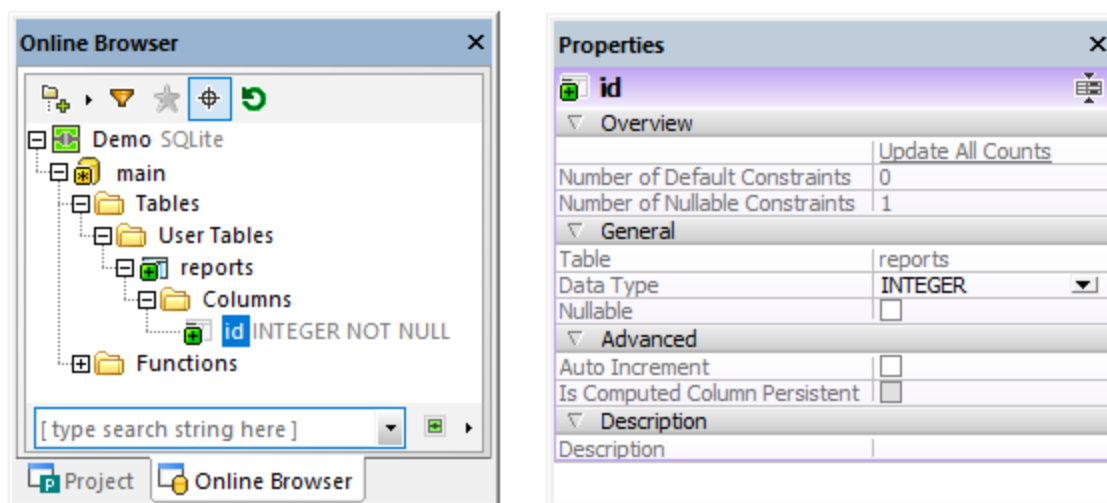 Online Browser
Demo SQLite
main
Tables
User Tables
reports
Columns
id INTEGER NOT NULL
Functions
[ type search string here ]
Project
Online Browser
Properties
id
Overview
Update All Counts
Number of Default Constraints 0
Number of Nullable Constraints 1
General
Table reports
Data Type INTEGER
Nullable
Advanced
Auto Increment
Is Computed Column Persistent
Description
Description